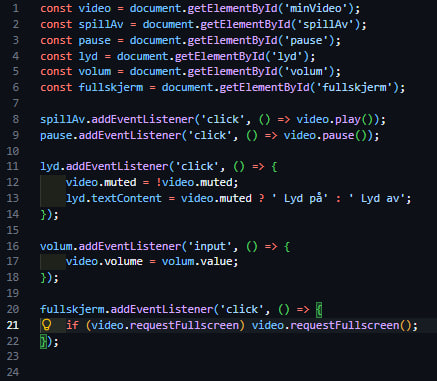 1 const video = document.getElementById('minVideo');
2 const spillAv = document.getElementById('spillAv');
3 const pause = document.getElementById('pause');
4 const lyd = document.getElementById('lyd');
5 const volum = document.getElementById('volum');
6 const fullskjerm = document.getElementById('fullskjerm');
7
8 spillAv.addEventListener('click', () => video.play());
9 pause.addEventListener('click', () => video.pause());
10
11 lyd.addEventListener('click', () => {
12     video.muted = !video.muted;
13     lyd.textContent = video.muted ? ' Lyd på' : ' Lyd av';
14 });
15
16 volum.addEventListener('input', () => {
17     video.volume = volum.value;
18 });
19
20 fullskjerm.addEventListener('click', () => {
21     if (video.requestFullscreen) video.requestFullscreen();
22 });
23
24